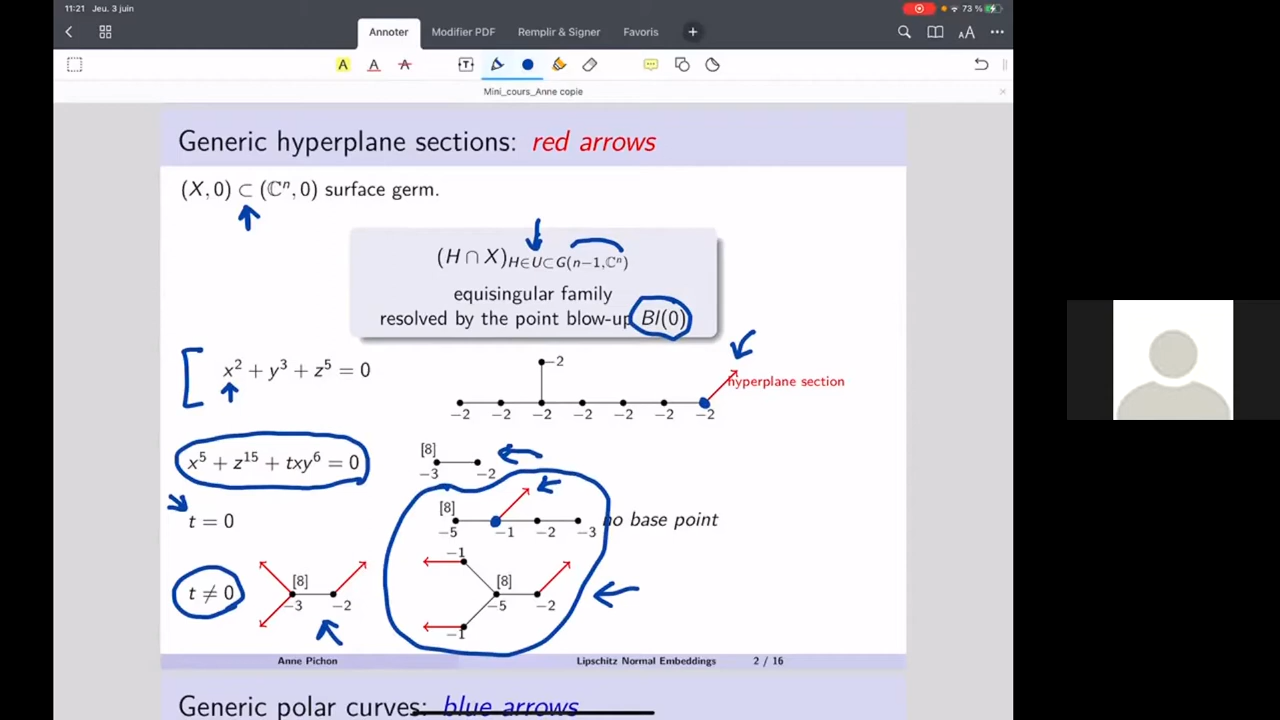 11:21 Jeu. 3 juin
73 %
Annoter Modifier PDF Remplir & Signer Favoris
Mini_cours_Anne copie
Generic hyperplane sections: red arrows
(X, 0) ⊂ (ℂⁿ, 0) surface germ.
(H ∩ X)_{H∈U⊂G(n−1,ℂⁿ)}
equisingular family
resolved by the point blow-up Bl(0)
x² + y³ + z⁵ = 0
−2
hyperplane section
−2 −2 −2 −2 −2 −2 −2
x⁵ + z¹⁵ + txy⁶ = 0
[8]
−3 −2
t = 0
[8]
−5 −1 −2 −3
no base point
t ≠ 0
[8]
−3 −2
−1
[8]
−5 −2
−1
Anne Pichon Lipschitz Normal Embeddings 2 / 16
Generic polar curves: blue arrows